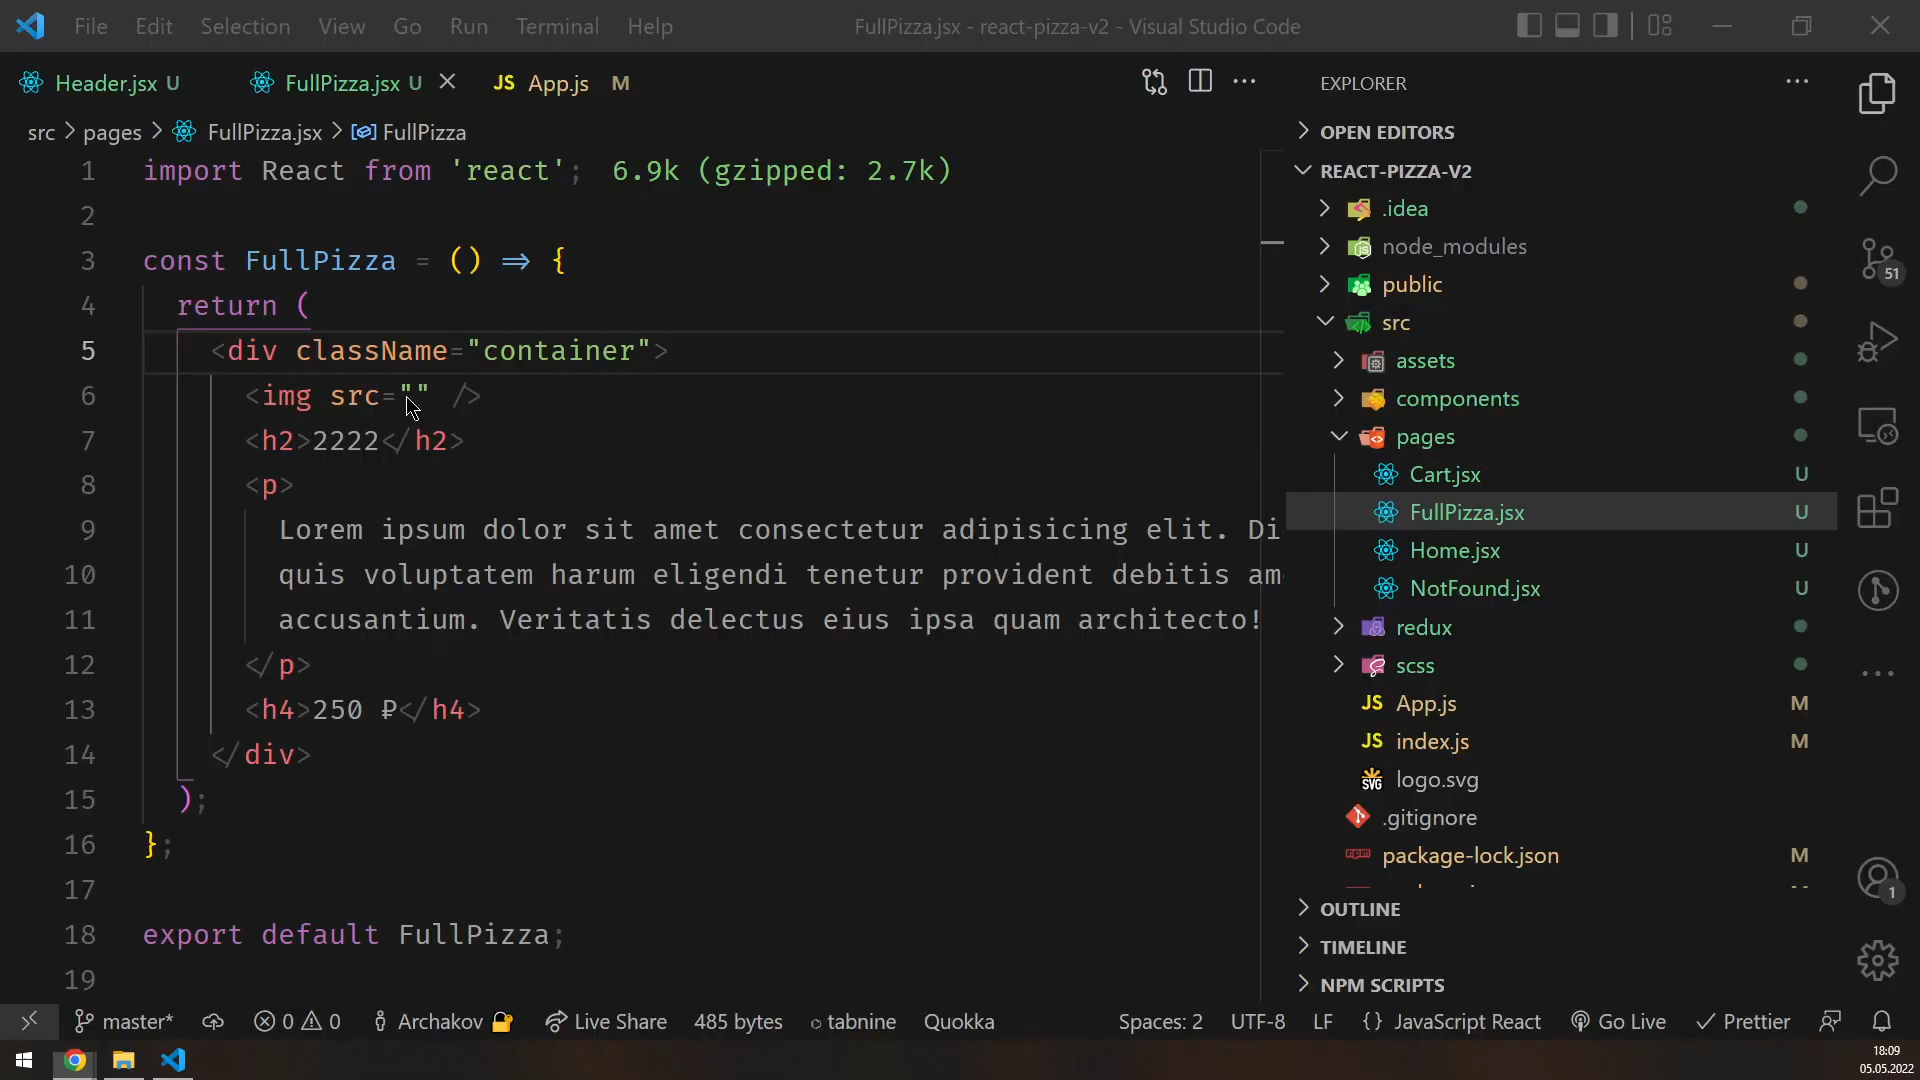 File Edit Selection View Go Run Terminal Help FullPizza.jsx - react-pizza-v2 - Visual Studio Code
Header.jsx U FullPizza.jsx U JS App.js M
src > pages > FullPizza.jsx > FullPizza
1 import React from 'react'; 6.9k (gzipped: 2.7k)
2
3 const FullPizza = () => {
4 return (
5 <div className="container">
6 <img src="" />
7 <h2>2222</h2>
8 <p>
9 Lorem ipsum dolor sit amet consectetur adipisicing elit. Di
10 quis voluptatem harum eligendi tenetur provident debitis am
11 accusantium. Veritatis delectus eius ipsa quam architecto!
12 </p>
13 <h4>250 ₽</h4>
14 </div>
15 );
16 };
17
18 export default FullPizza;
19
EXPLORER
OPEN EDITORS
REACT-PIZZA-V2
.idea
node_modules
public
src
assets
components
pages
Cart.jsx U
FullPizza.jsx U
Home.jsx U
NotFound.jsx U
redux
scss
JS App.js M
JS index.js M
SVG logo.svg
.gitignore
package-lock.json M
OUTLINE
TIMELINE
NPM SCRIPTS
51
1
master* 0 0 Archakov Live Share 485 bytes tabnine Quokka Spaces: 2 UTF-8 LF {} JavaScript React Go Live Prettier
18:09
05.05.2022